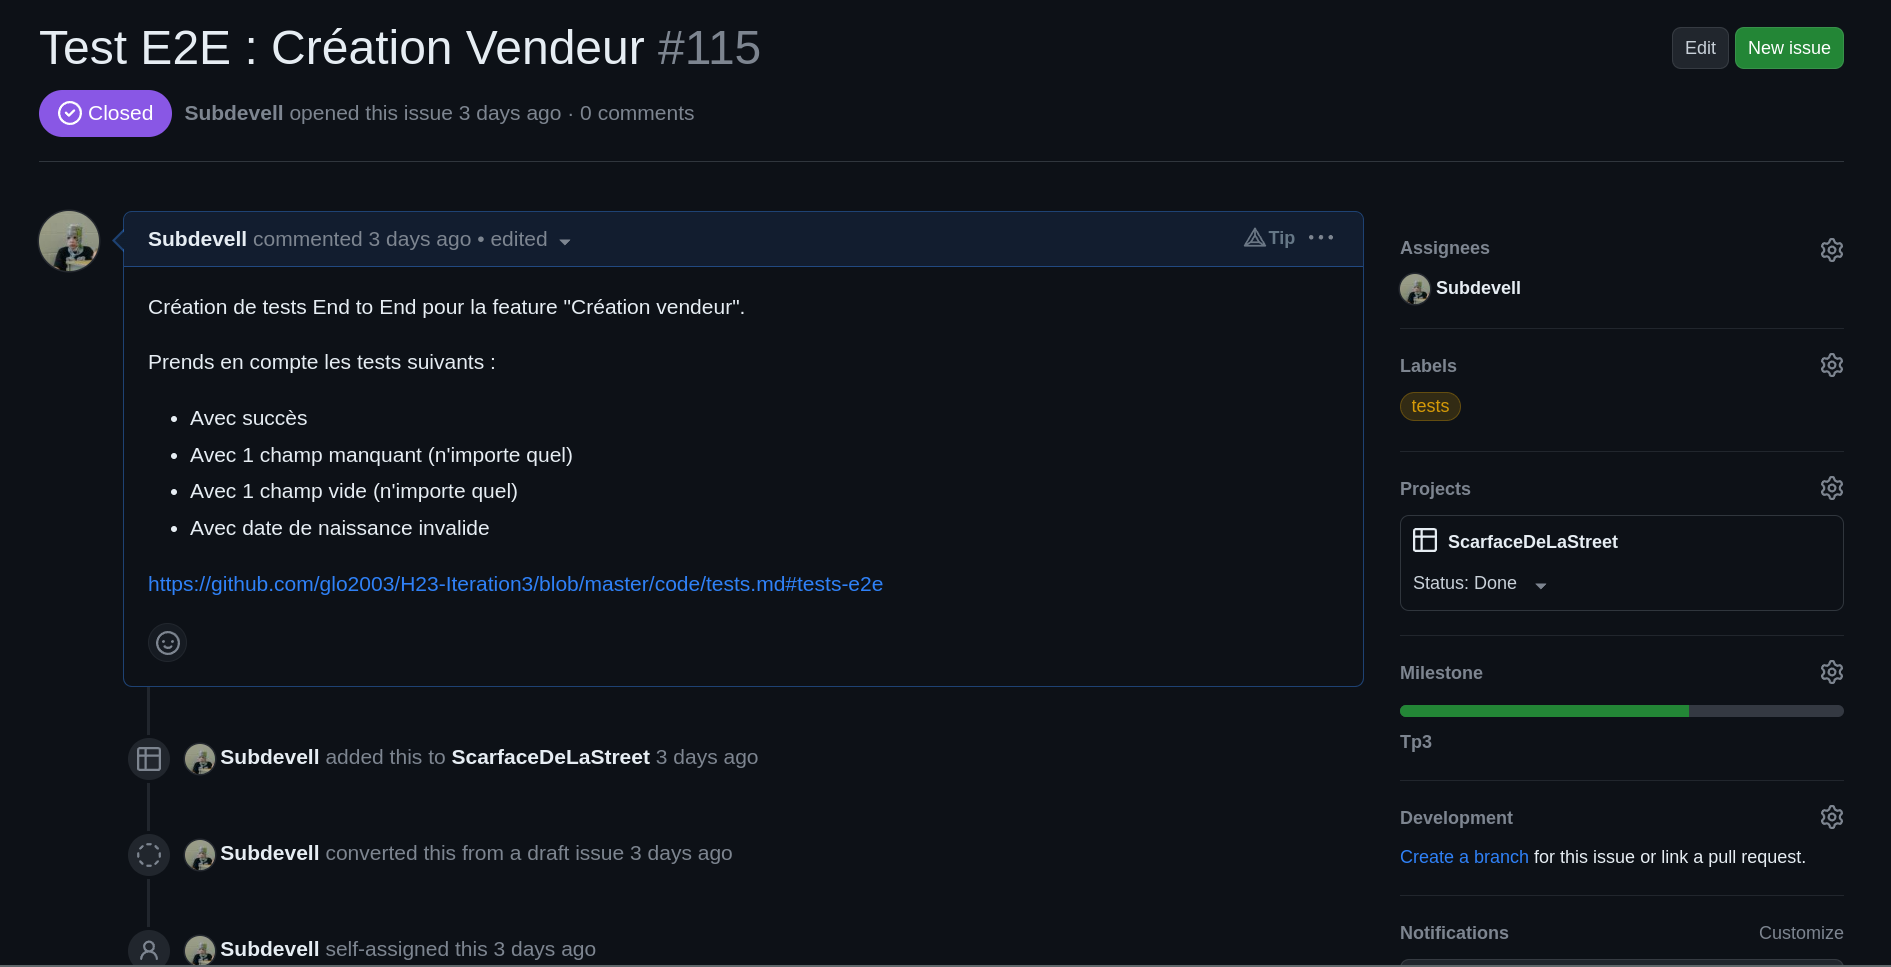 Test E2E : Création Vendeur #115
Edit
New issue
Closed
Subdevell opened this issue 3 days ago · 0 comments
Subdevell commented 3 days ago • edited
Tip
Création de tests End to End pour la feature "Création vendeur".
Prends en compte les tests suivants :
• Avec succès
• Avec 1 champ manquant (n'importe quel)
• Avec 1 champ vide (n'importe quel)
• Avec date de naissance invalide
https://github.com/glo2003/H23-Iteration3/blob/master/code/tests.md#tests-e2e
Subdevell added this to ScarfaceDeLaStreet 3 days ago
Subdevell converted this from a draft issue 3 days ago
Subdevell self-assigned this 3 days ago
Assignees
Subdevell
Labels
tests
Projects
ScarfaceDeLaStreet
Status: Done
Milestone
Tp3
Development
Create a branch for this issue or link a pull request.
Notifications
Customize